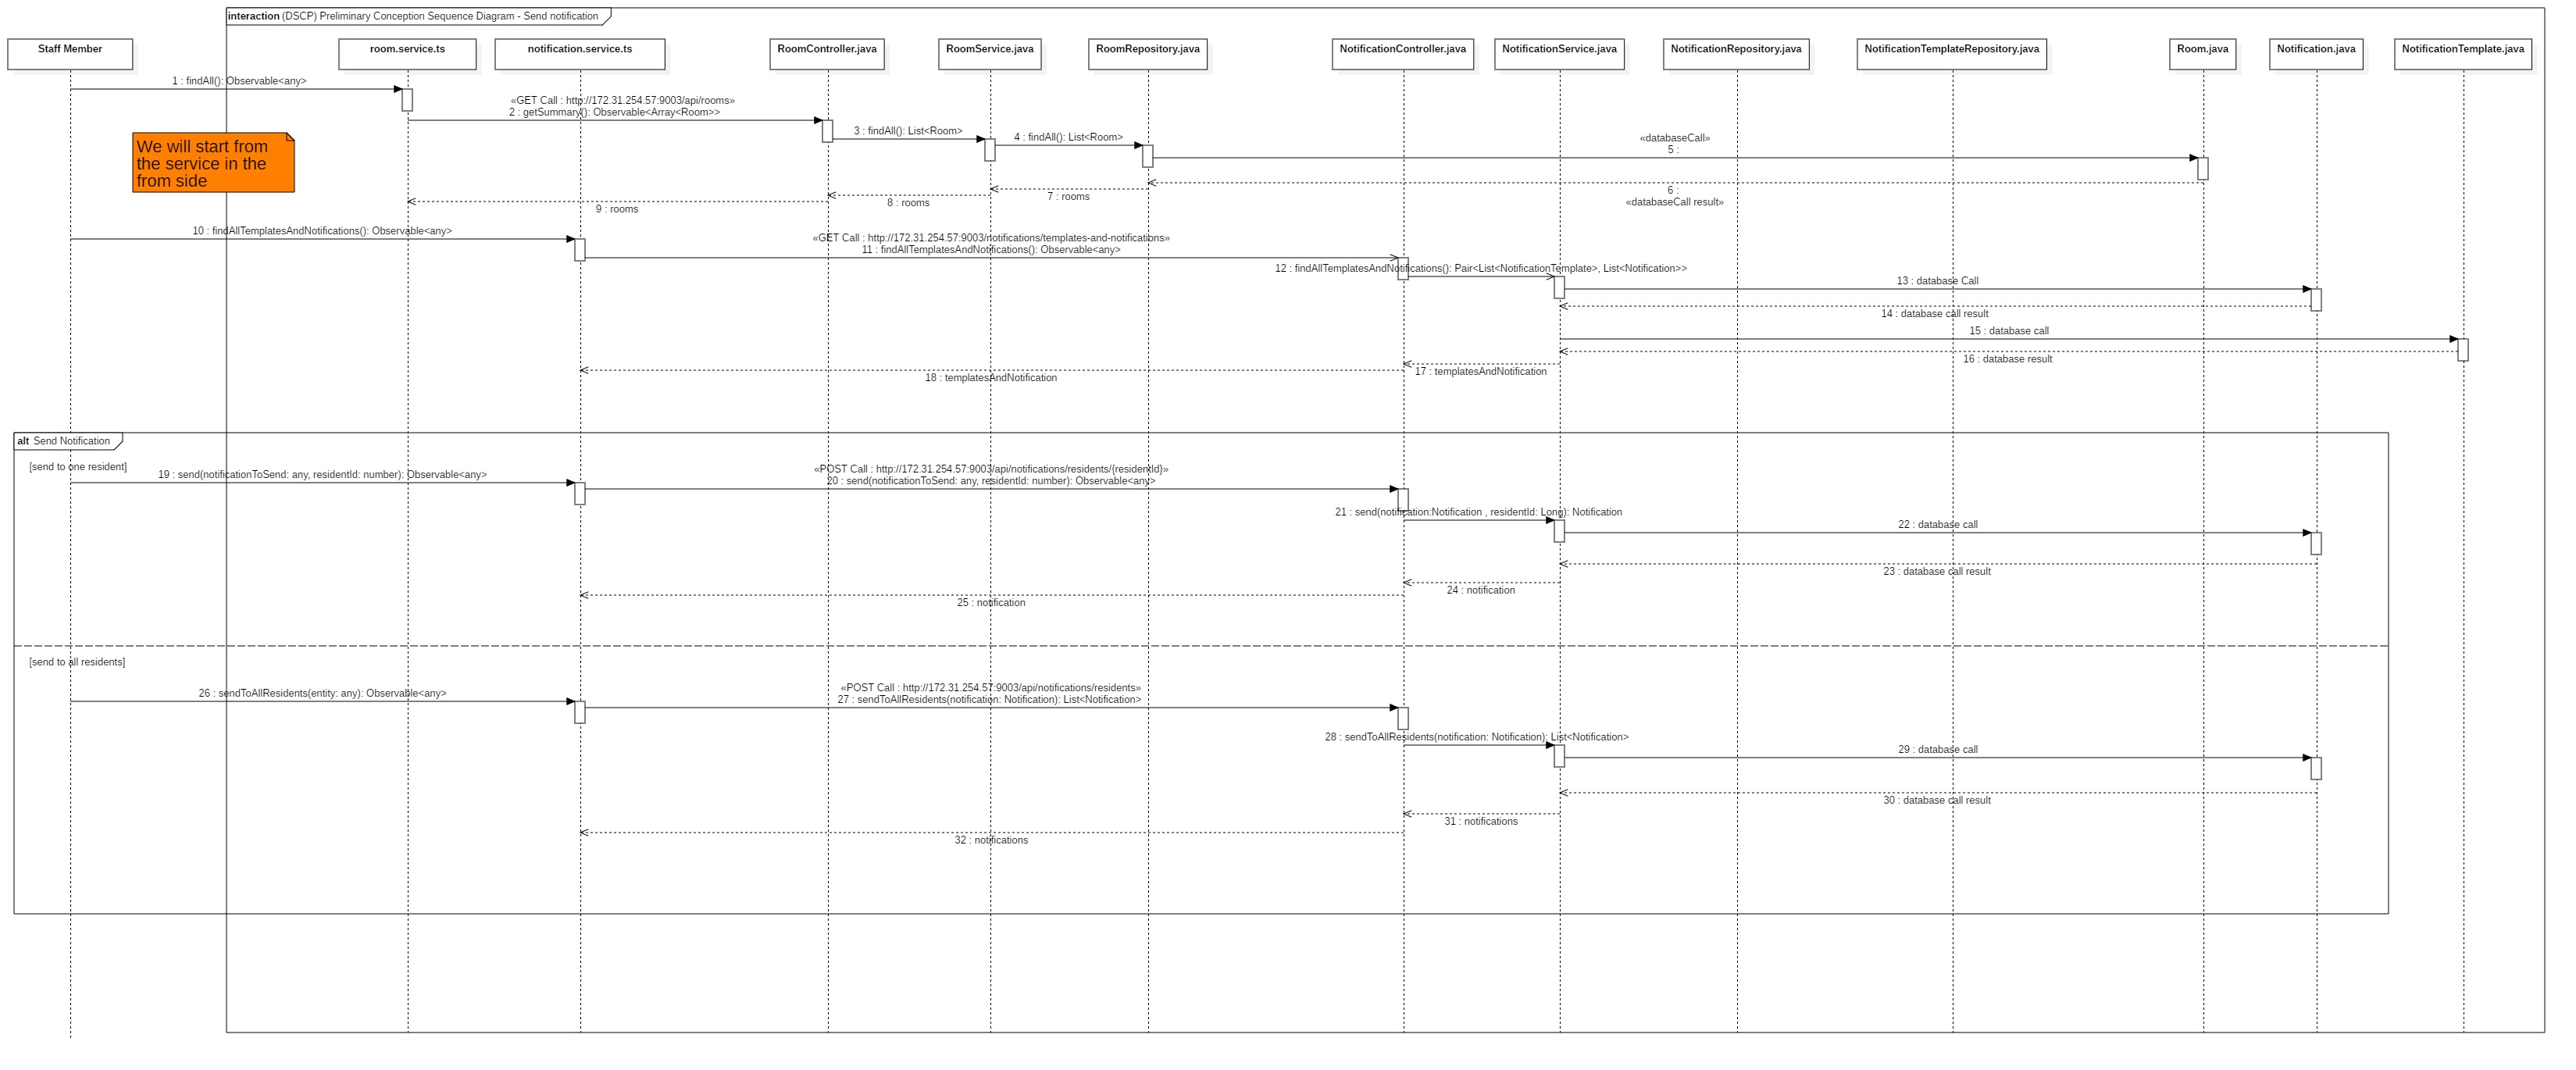 interaction (DSCP) Preliminary Conception Sequence Diagram - Send notification
Staff Member
room.service.ts
notification.service.ts
RoomController.java
RoomService.java
RoomRepository.java
NotificationController.java
NotificationService.java
NotificationRepository.java
NotificationTemplateRepository.java
Room.java
Notification.java
NotificationTemplate.java
1 : findAll(): Observable<any>
«GET Call : http://172.31.254.57:9003/api/rooms»
2 : getSummary(): Observable<Array<Room>>
3 : findAll(): List<Room>
4 : findAll(): List<Room>
«databaseCall»
5 :
We will start from
the service in the
from side
6 :
«databaseCall result»
7 : rooms
8 : rooms
9 : rooms
10 : findAllTemplatesAndNotifications(): Observable<any>
«GET Call : http://172.31.254.57:9003/notifications/templates-and-notifications»
11 : findAllTemplatesAndNotifications(): Observable<any>
12 : findAllTemplatesAndNotifications(): Pair<List<NotificationTemplate>, List<Notification>>
13 : database Call
14 : database call result
15 : database call
16 : database result
17 : templatesAndNotification
18 : templatesAndNotification
alt Send Notification
[send to one resident]
19 : send(notificationToSend: any, residentId: number): Observable<any>
«POST Call : http://172.31.254.57:9003/api/notifications/residents/{residentId}»
20 : send(notificationToSend: any, residentId: number): Observable<any>
21 : send(notification:Notification , residentId: Long): Notification
22 : database call
23 : database call result
24 : notification
25 : notification
[send to all residents]
26 : sendToAllResidents(entity: any): Observable<any>
«POST Call : http://172.31.254.57:9003/api/notifications/residents»
27 : sendToAllResidents(notification: Notification): List<Notification>
28 : sendToAllResidents(notification: Notification): List<Notification>
29 : database call
30 : database call result
31 : notifications
32 : notifications